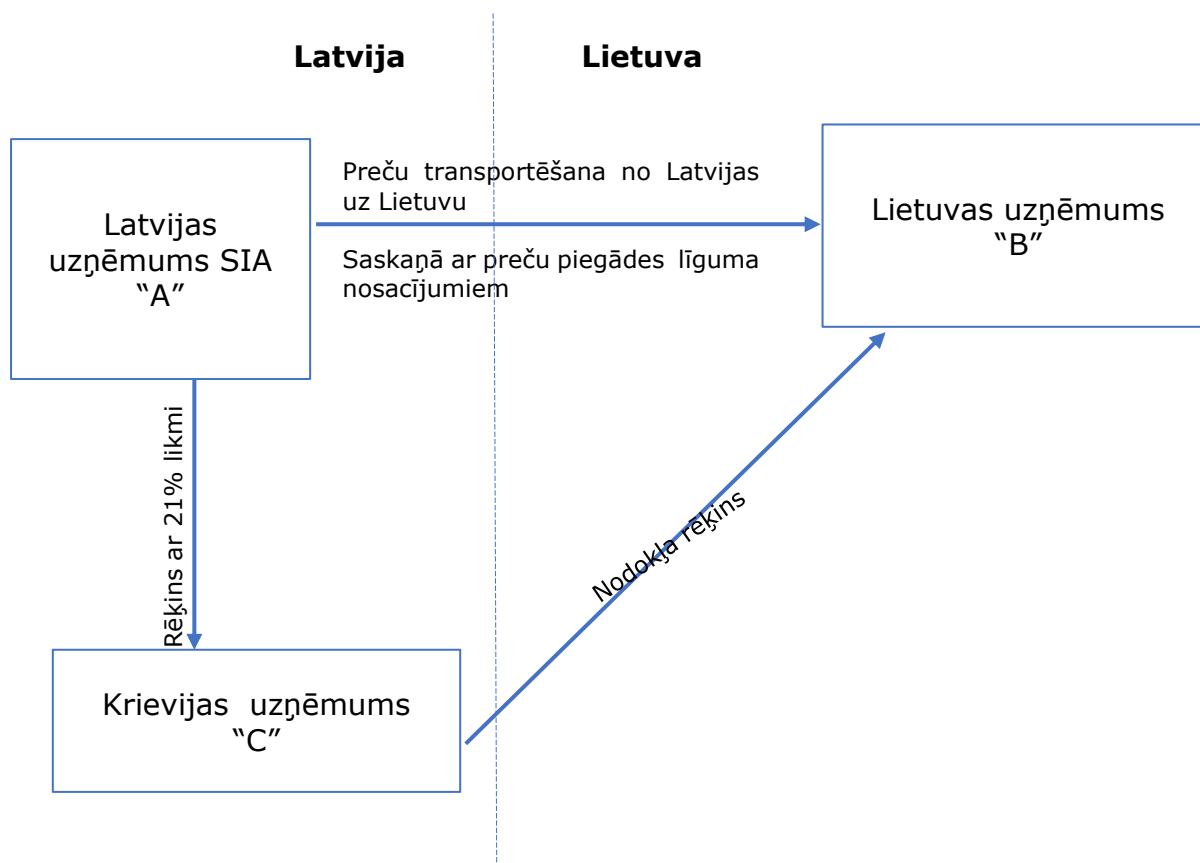 Latvija
Lietuva
Latvijas
uzņēmums SIA
“A”
Preču transportēšana no Latvijas
uz Lietuvu
Saskaņā ar preču piegādes līguma
nosacījumiem
Lietuvas uzņēmums
“B”
Rēķins ar 21% likmi
Nodokļa rēķins
Krievijas uzņēmums
“C”